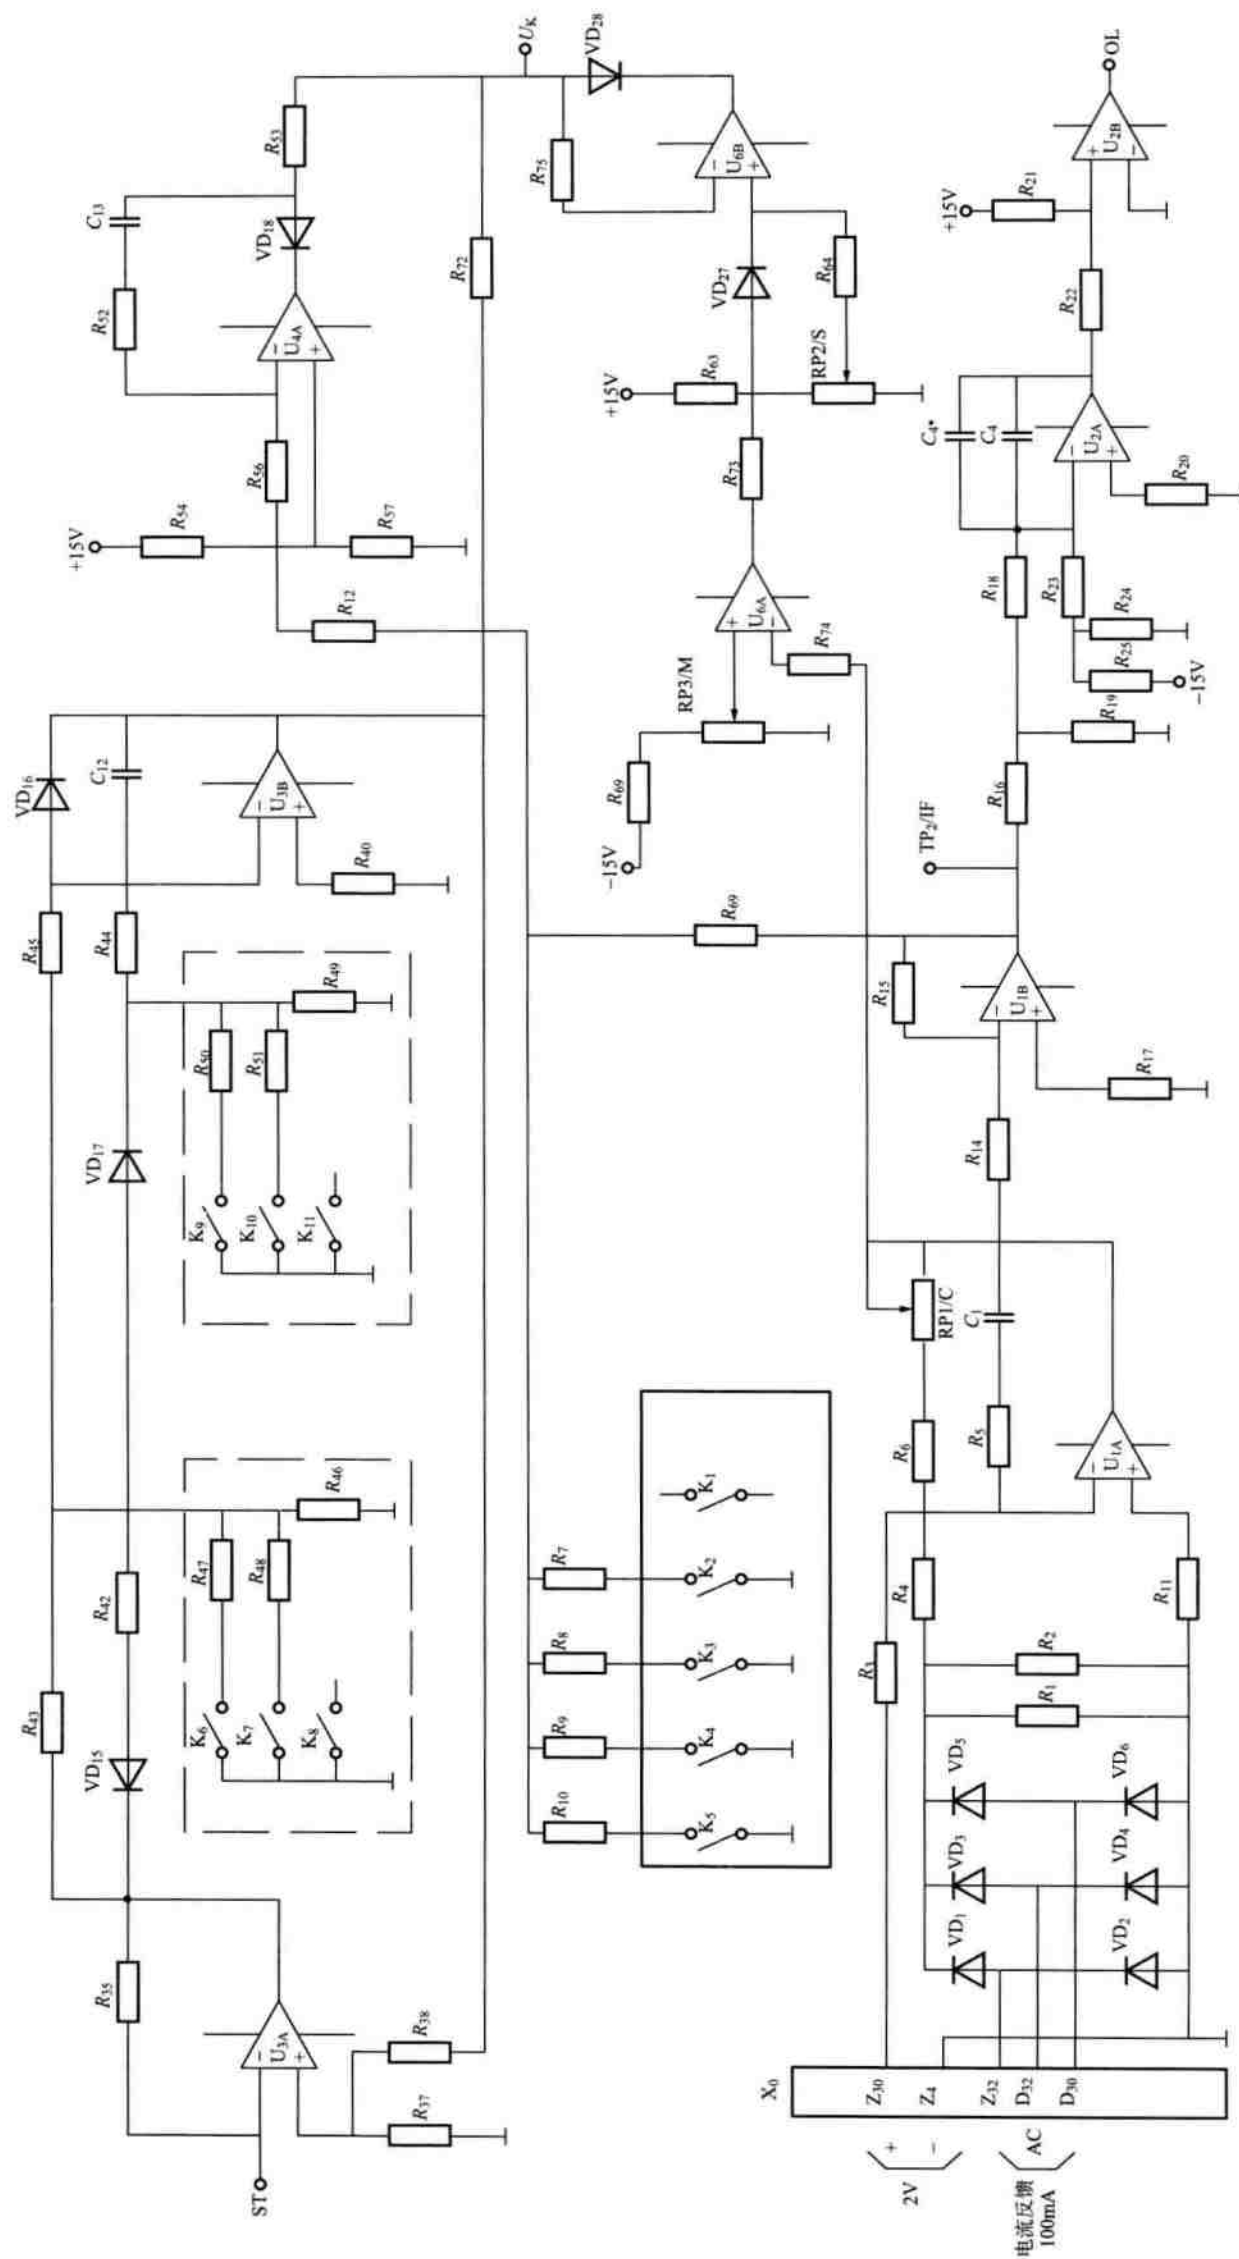 ST
R35
U3A
− +
R37
R38
VD15
R43
R42
K6
K7
K8
R47
R48
R46
VD17
K9
K10
K11
R50
R51
R49
R45
R44
VD16
C12
U3B
− +
R40
+15V
R54
R57
R12
R56
R52
C13
U4A
− +
VD18
R53
R72
UK
VD28
R75
U6B
− +
R10
R9
R8
R7
K5
K4
K3
K2
K1
R69
−15V
R69
RP3/M
U6A
+ −
R74
R73
+15V
R63
RP2/S
VD27
R64
X0
2V
+
−
电流反馈
100mA
AC
Z30
Z4
Z32
D32
D30
VD1
VD3
VD5
VD2
VD4
VD6
R1
R2
R3
R4
R11
R6
R5
RP1/C
C1
U1A
− +
R14
R15
R17
U1B
− +
TP2/IF
R16
R19
R18
R23
R25
R24
−15V
C4*
C4
U2A
− +
R20
R22
+15V
R21
U2B
+ −
OL